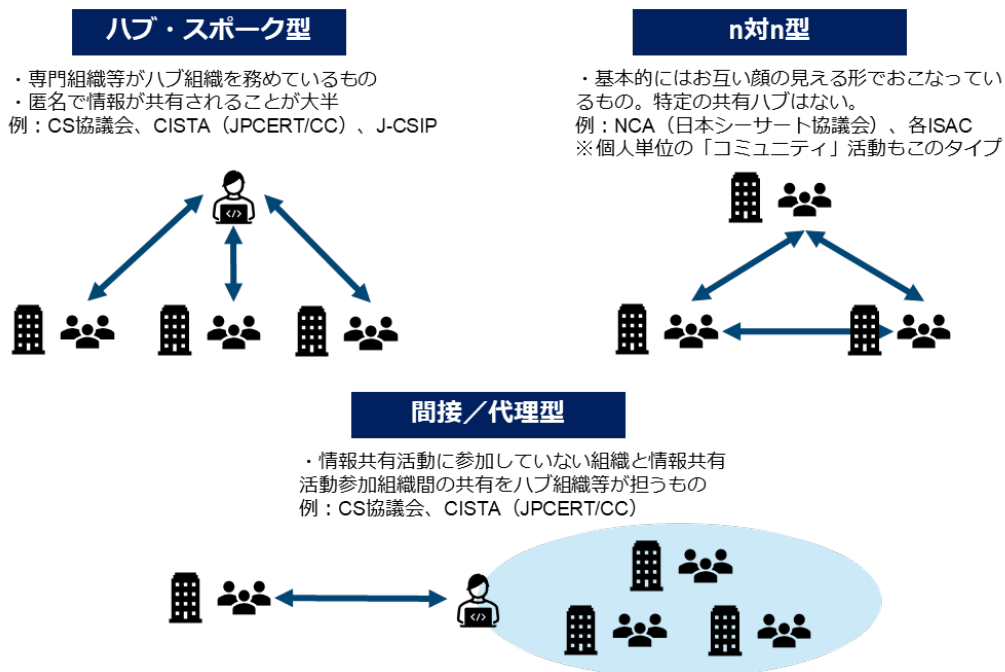 ハブ・スポーク型
・専門組織等がハブ組織を務めているもの
・匿名で情報が共有されることが大半
例：CS協議会、CISTA（JPCERT/CC）、J-CSIP
n対n型
・基本的にはお互い顔の見える形でおこなってい
るもの。特定の共有ハブはない。
例：NCA（日本シーサート協議会）、各ISAC
※個人単位の「コミュニティ」活動もこのタイプ
</>
間接／代理型
・情報共有活動に参加していない組織と情報共有
活動参加組織間の共有をハブ組織等が担うもの
例：CS協議会、CISTA（JPCERT/CC）
</>